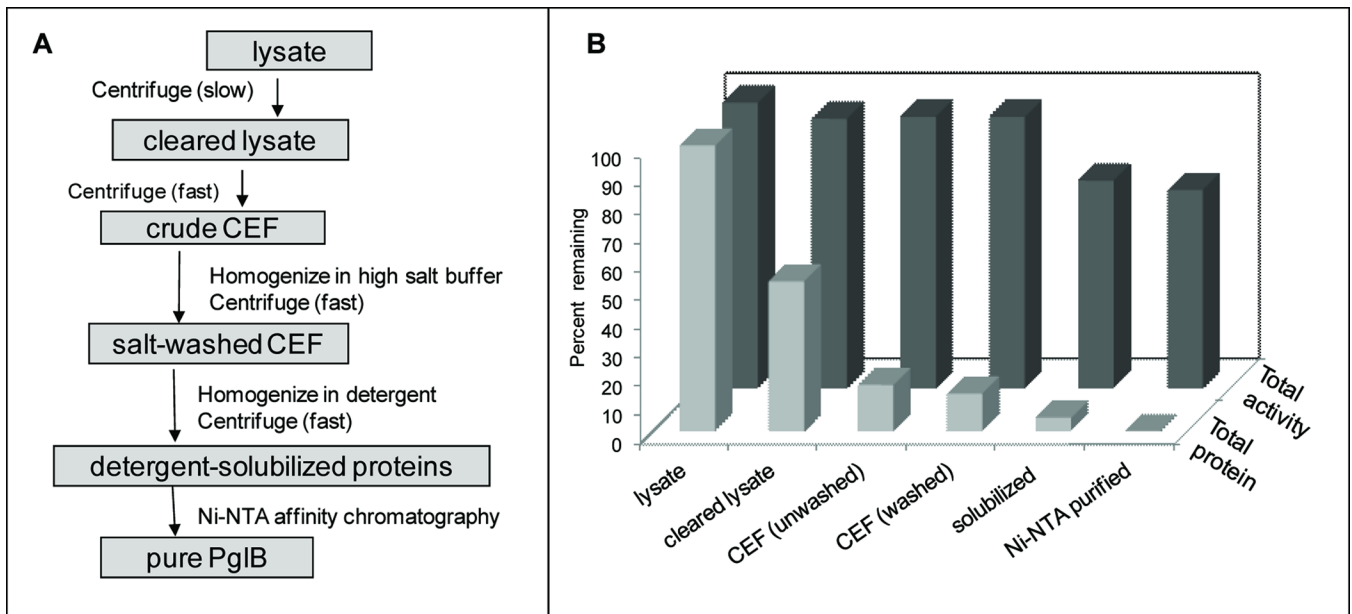 A
lysate
Centrifuge (slow)
cleared lysate
Centrifuge (fast)
crude CEF
Homogenize in high salt buffer
Centrifuge (fast)
salt-washed CEF
Homogenize in detergent
Centrifuge (fast)
detergent-solubilized proteins
Ni-NTA affinity chromatography
pure PglB
B
Percent remaining
100
90
80
70
60
50
40
30
20
10
0
lysate
cleared lysate
CEF (unwashed)
CEF (washed)
solubilized
Ni-NTA purified
Total
activity
Total
protein